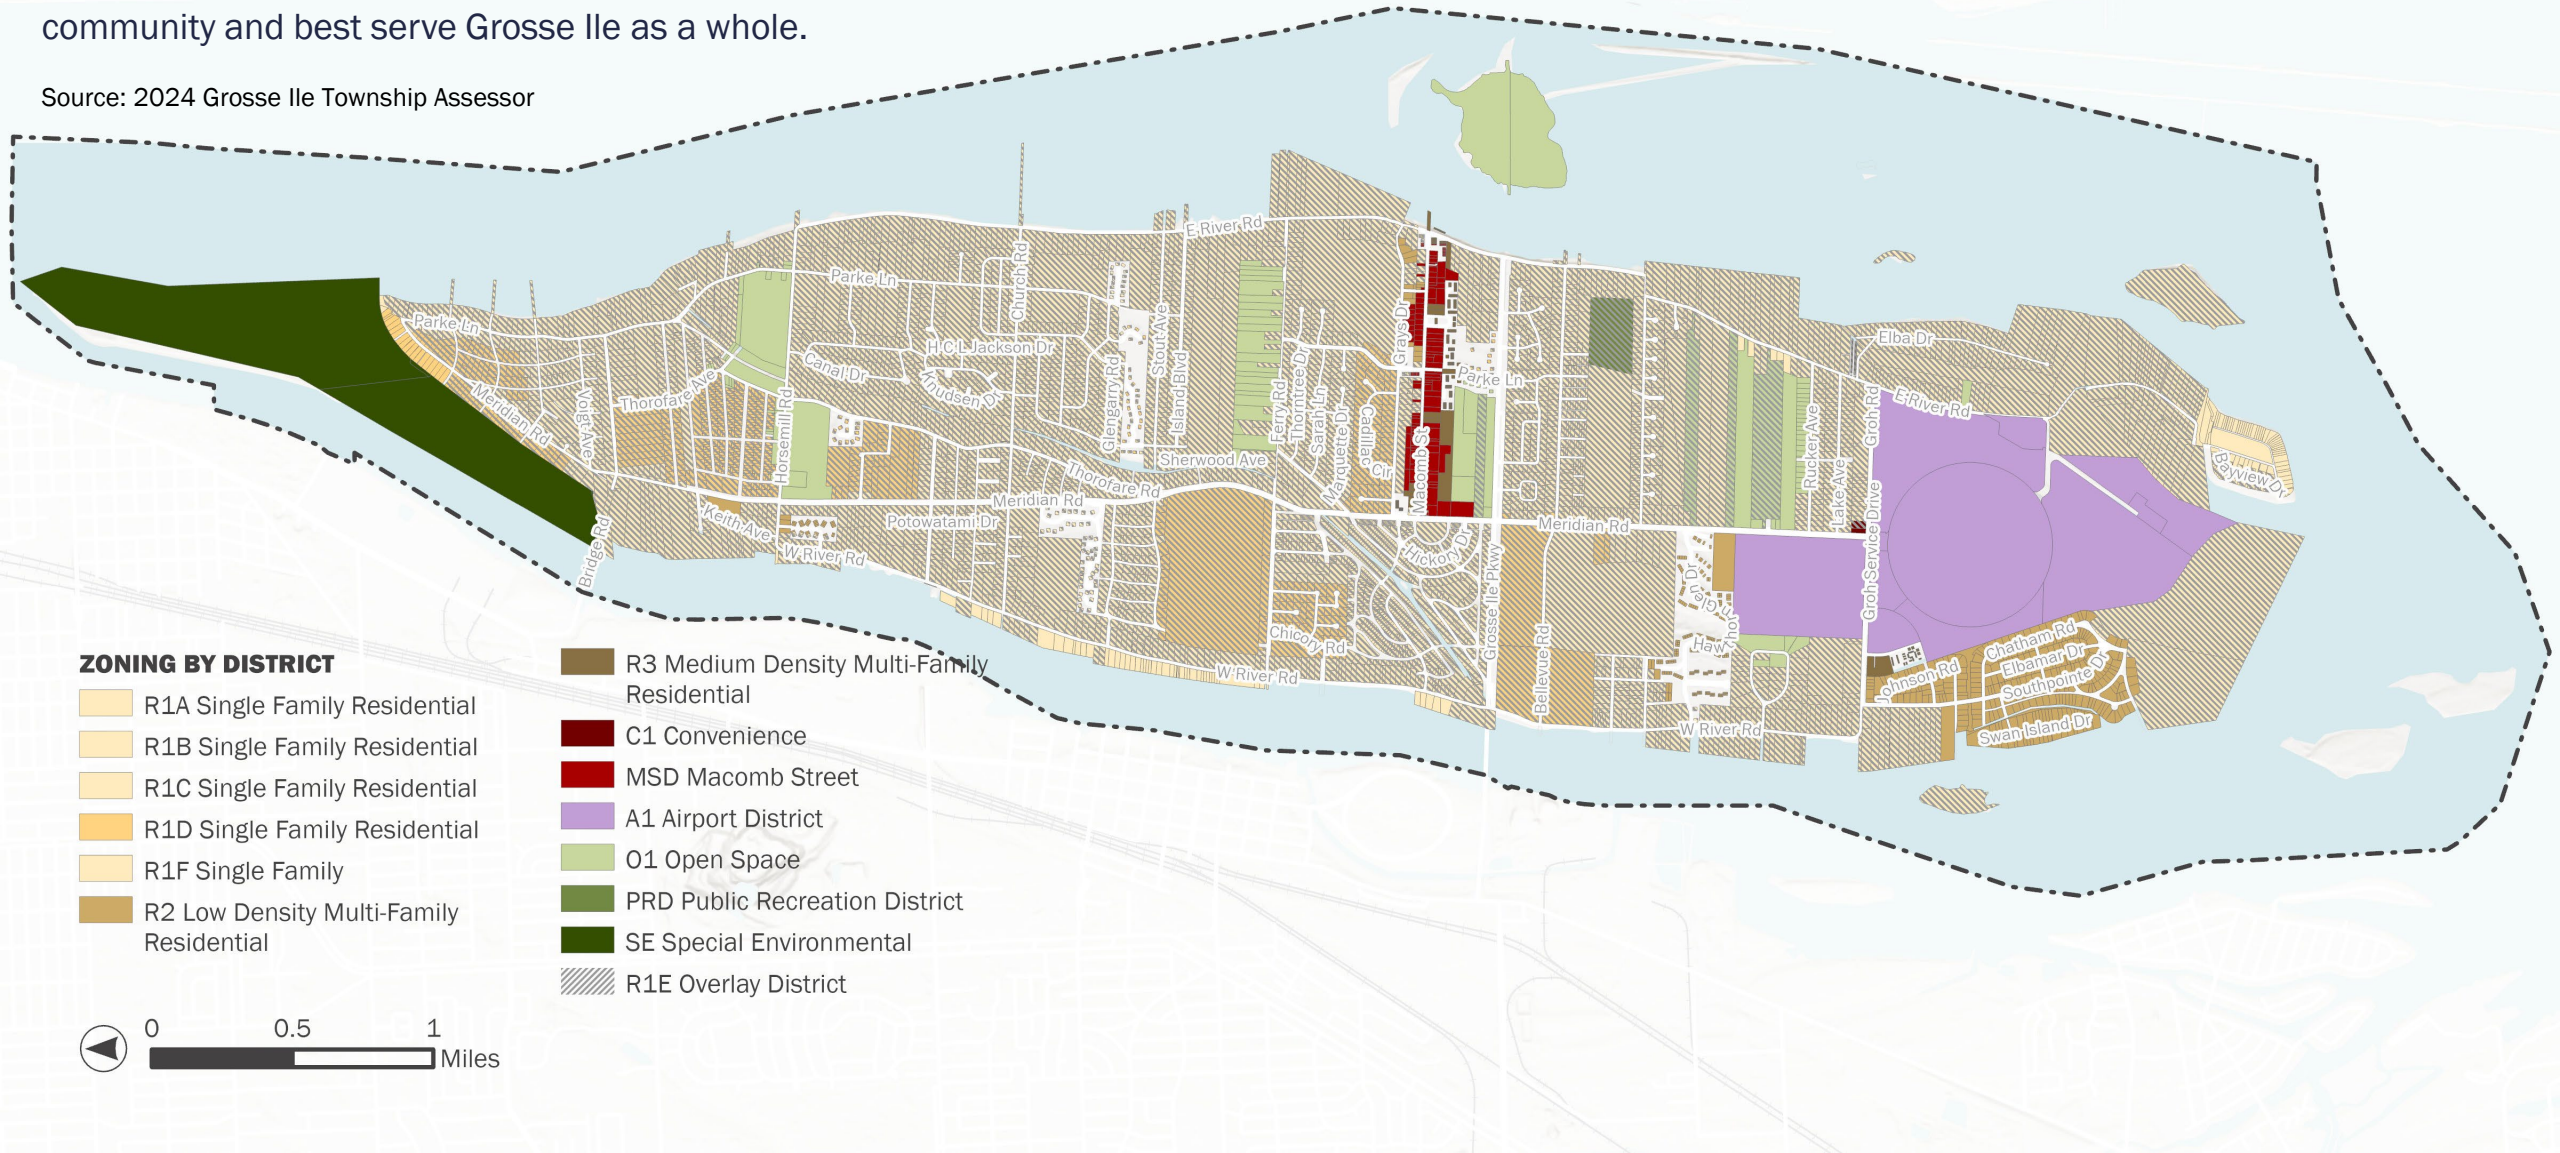 community and best serve Grosse Ile as a whole.
Source: 2024 Grosse Ile Township Assessor
E River Rd
Parke Ln
Church Rd
Parke Ln
H C L Jackson Dr
Canal Dr
Knudsen Dr
Glengarry Rd
Stout Ave
Island Blvd
Ferry Rd
Thorntree Dr
Sarah Ln
Marquette Dr
Cadillac Cir
Grays Dr
Macomb St
Parke Ln
Meridian Rd
Voigt Ave
Thorofare Ave
Horsemill Rd
Sherwood Ave
Thorofare Rd
Meridian Rd
Keith Ave
Potowatami Dr
W River Rd
Bridge Rd
Hickory Dr
Grosse Ile Pkwy
Meridian Rd
Chicory Rd
W River Rd
Bellevue Rd
Hawthorn Glen Dr
W River Rd
Rucker Ave
Lake Ave
Groh Rd
Groh Service Drive
Elba Dr
E River Rd
Bayview Dr
Johnson Rd
Chatham Rd
Elbamar Dr
Southpointe Dr
Swan Island Dr
ZONING BY DISTRICT
R1A Single Family Residential
R1B Single Family Residential
R1C Single Family Residential
R1D Single Family Residential
R1F Single Family
R2 Low Density Multi-Family
Residential
R3 Medium Density Multi-Family
Residential
C1 Convenience
MSD Macomb Street
A1 Airport District
O1 Open Space
PRD Public Recreation District
SE Special Environmental
R1E Overlay District
0 0.5 1
Miles